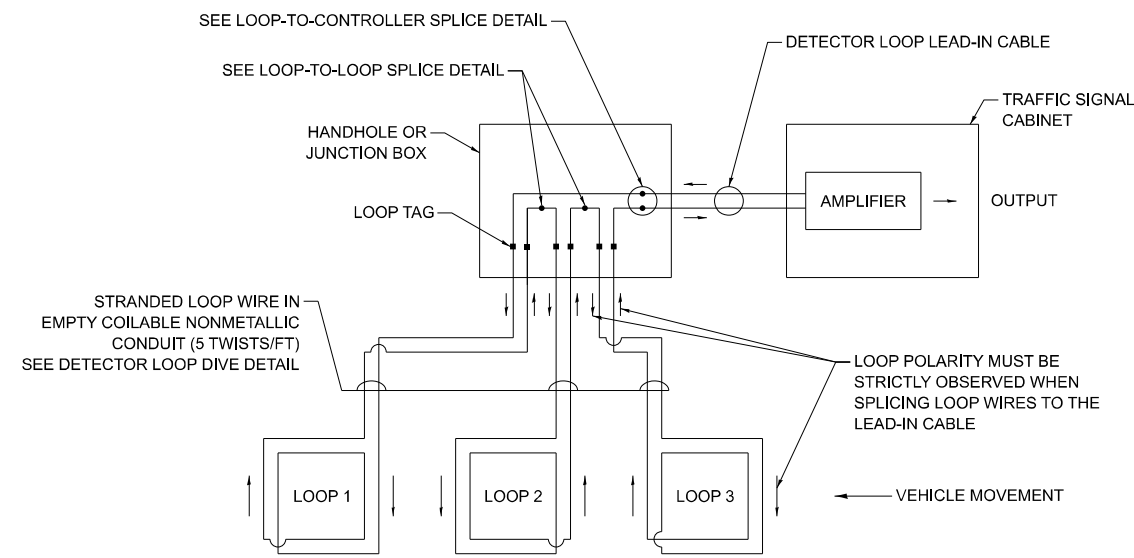 SEE LOOP-TO-CONTROLLER SPLICE DETAIL
DETECTOR LOOP LEAD-IN CABLE
SEE LOOP-TO-LOOP SPLICE DETAIL
TRAFFIC SIGNAL
CABINET
HANDHOLE OR
JUNCTION BOX
LOOP TAG
AMPLIFIER
OUTPUT
STRANDED LOOP WIRE IN
EMPTY COILABLE NONMETALLIC
CONDUIT (5 TWISTS/FT)
SEE DETECTOR LOOP DIVE DETAIL
LOOP POLARITY MUST BE
STRICTLY OBSERVED WHEN
SPLICING LOOP WIRES TO THE
LEAD-IN CABLE
LOOP 1
LOOP 2
LOOP 3
VEHICLE MOVEMENT